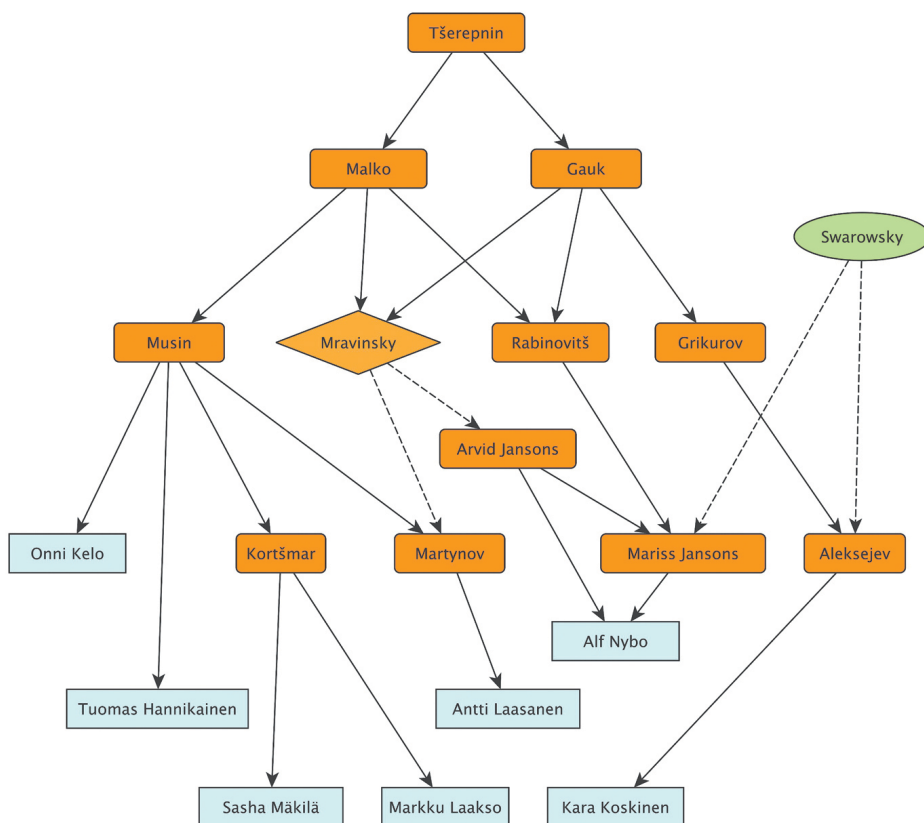 Tšerepnin
Malko
Gauk
Swarowsky
Musin
Mravinsky
Rabinovitš
Grikurov
Arvid Jansons
Onni Kelo
Kortšmar
Martynov
Mariss Jansons
Aleksejev
Alf Nybo
Tuomas Hannikainen
Antti Laasanen
Sasha Mäkilä
Markku Laakso
Kara Koskinen